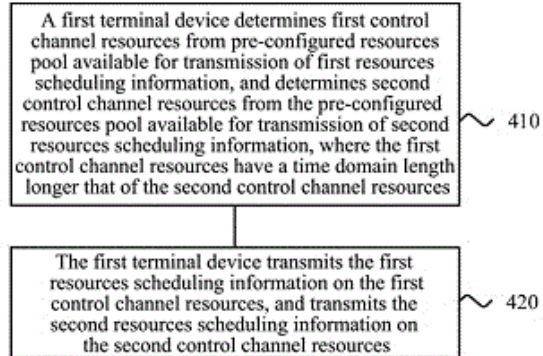 A first terminal device determines first control
channel resources from pre-configured resources
pool available for transmission of first resources
scheduling information, and determines second
control channel resources from the pre-configured
resources pool available for transmission of second
resources scheduling information, where the first
control channel resources have a time domain length
longer that of the second control channel resources
410
The first terminal device transmits the first
resources scheduling information on the first
control channel resources, and transmits the
second resources scheduling information on
the second control channel resources
420